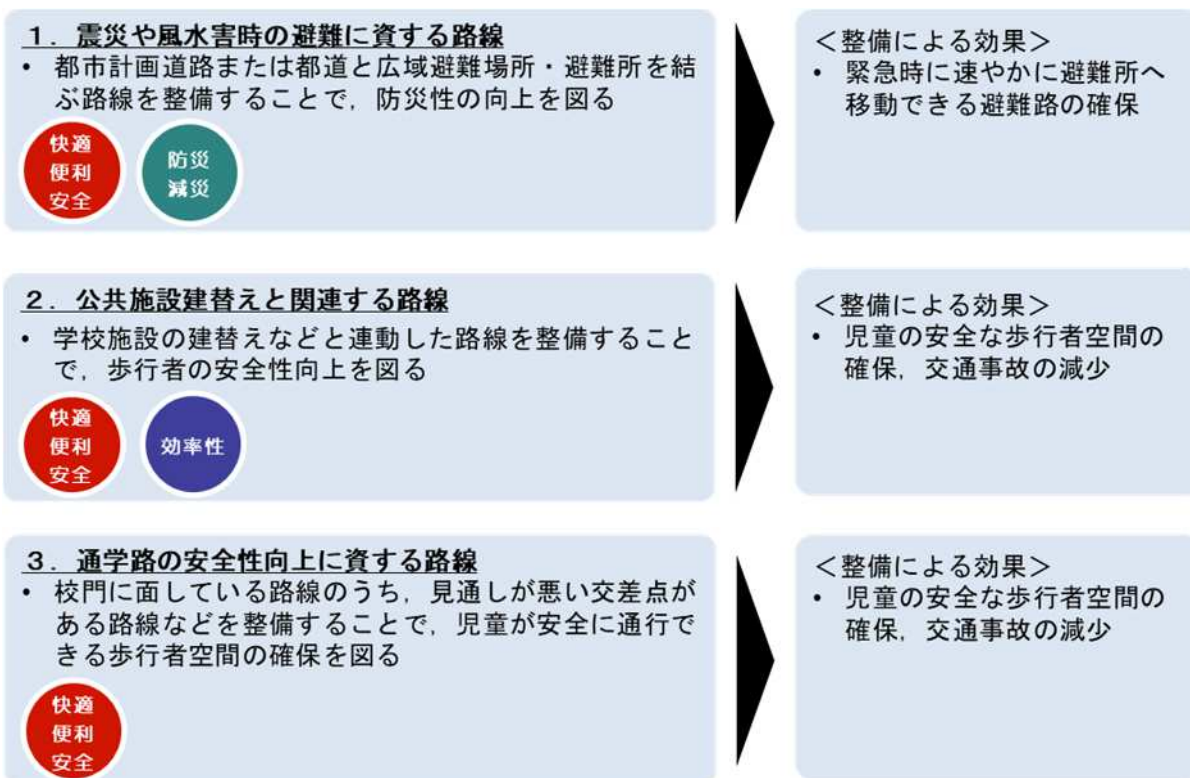 １．震災や風水害時の避難に資する路線
• 都市計画道路または都道と広域避難場所・避難所を結
ぶ路線を整備することで，防災性の向上を図る
快適
便利
安全
防災
減災
＜整備による効果＞
• 緊急時に速やかに避難所へ
移動できる避難路の確保
２．公共施設建替えと関連する路線
• 学校施設の建替えなどと連動した路線を整備すること
で，歩行者の安全性向上を図る
快適
便利
安全
効率性
＜整備による効果＞
• 児童の安全な歩行者空間の
確保，交通事故の減少
３．通学路の安全性向上に資する路線
• 校門に面している路線のうち，見通しが悪い交差点が
ある路線などを整備することで，児童が安全に通行で
きる歩行者空間の確保を図る
快適
便利
安全
＜整備による効果＞
• 児童の安全な歩行者空間の
確保，交通事故の減少